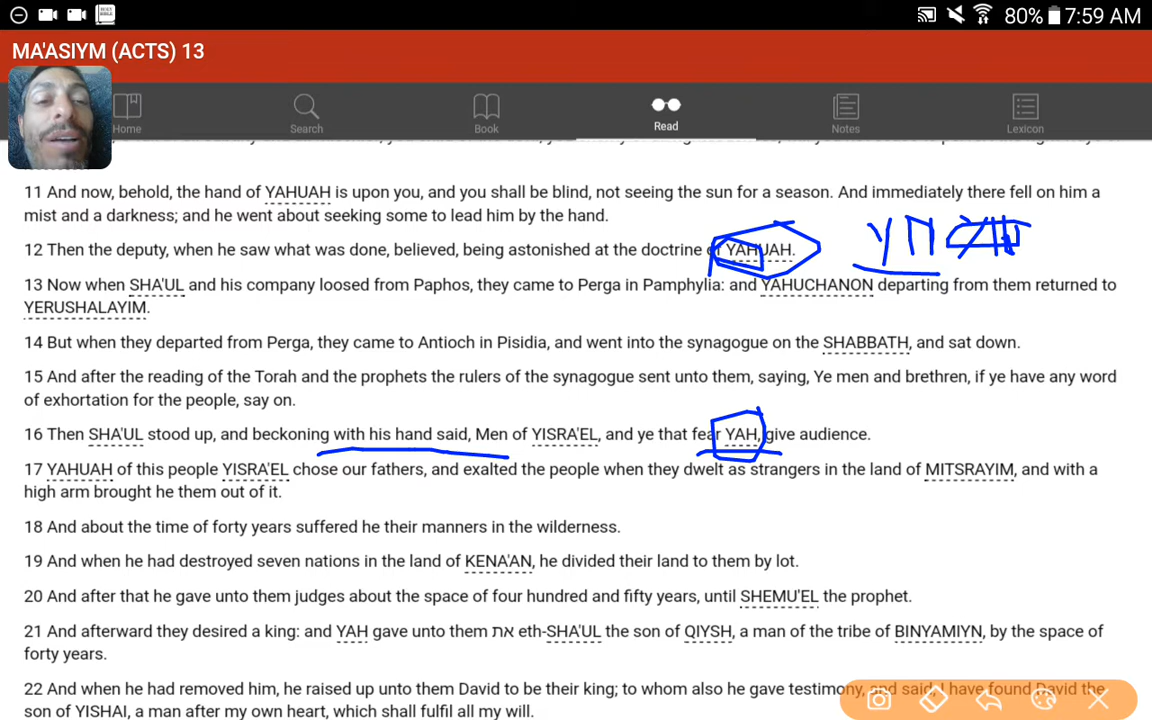 80% 7:59 AM
MA'ASIYM (ACTS) 13
Home
Search
Book
Read
Notes
Lexicon
11 And now, behold, the hand of YAHUAH is upon you, and you shall be blind, not seeing the sun for a season. And immediately there fell on him a
mist and a darkness; and he went about seeking some to lead him by the hand.
12 Then the deputy, when he saw what was done, believed, being astonished at the doctrine of YAHUAH.
13 Now when SHA'UL and his company loosed from Paphos, they came to Perga in Pamphylia: and YAHUCHANON departing from them returned to
YERUSHALAYIM.
14 But when they departed from Perga, they came to Antioch in Pisidia, and went into the synagogue on the SHABBATH, and sat down.
15 And after the reading of the Torah and the prophets the rulers of the synagogue sent unto them, saying, Ye men and brethren, if ye have any word
of exhortation for the people, say on.
16 Then SHA'UL stood up, and beckoning with his hand said, Men of YISRA'EL, and ye that fear YAH, give audience.
17 YAHUAH of this people YISRA'EL chose our fathers, and exalted the people when they dwelt as strangers in the land of MITSRAYIM, and with a
high arm brought he them out of it.
18 And about the time of forty years suffered he their manners in the wilderness.
19 And when he had destroyed seven nations in the land of KENA'AN, he divided their land to them by lot.
20 And after that he gave unto them judges about the space of four hundred and fifty years, until SHEMU'EL the prophet.
21 And afterward they desired a king: and YAH gave unto them את eth-SHA'UL the son of QIYSH, a man of the tribe of BINYAMIYN, by the space of
forty years.
22 And when he had removed him, he raised up unto them David to be their king; to whom also he gave testimony, and said, I have found David the
son of YISHAI, a man after my own heart, which shall fulfil all my will.